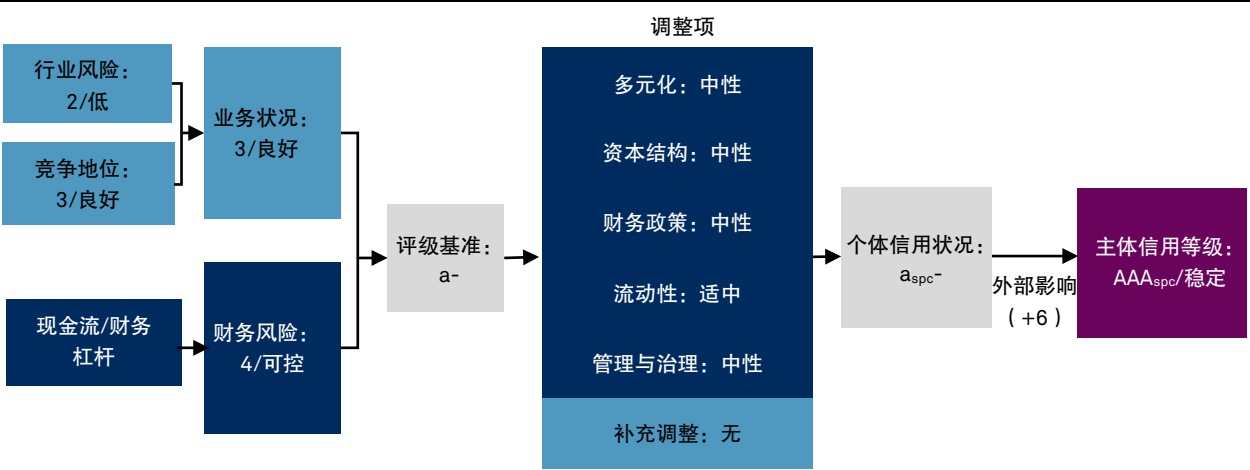 调整项
行业风险：
2/低
竞争地位：
3/良好
业务状况：
3/良好
现金流/财务
杠杆
财务风险：
4/可控
评级基准：
a-
多元化：中性
资本结构：中性
财务政策：中性
流动性：适中
管理与治理：中性
补充调整：无
个体信用状况：
aspc-
外部影响
（+6）
主体信用等级：
AAAspc/稳定